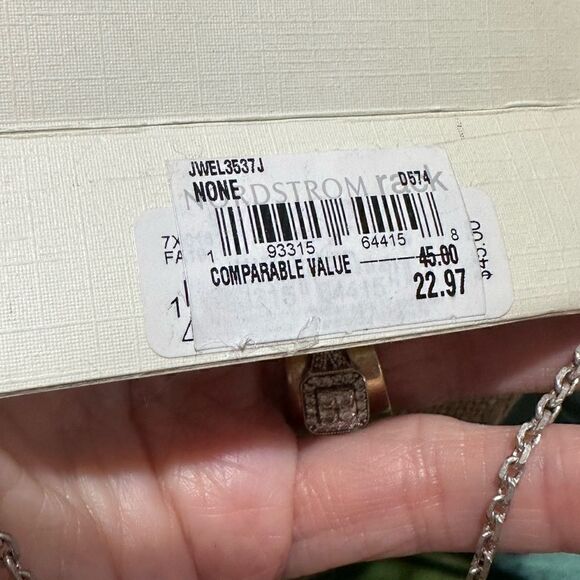 JWEL3537J
NORDSTROM rack
NONE D574
1 93315 64415 8
COMPARABLE VALUE 45.00
22.97